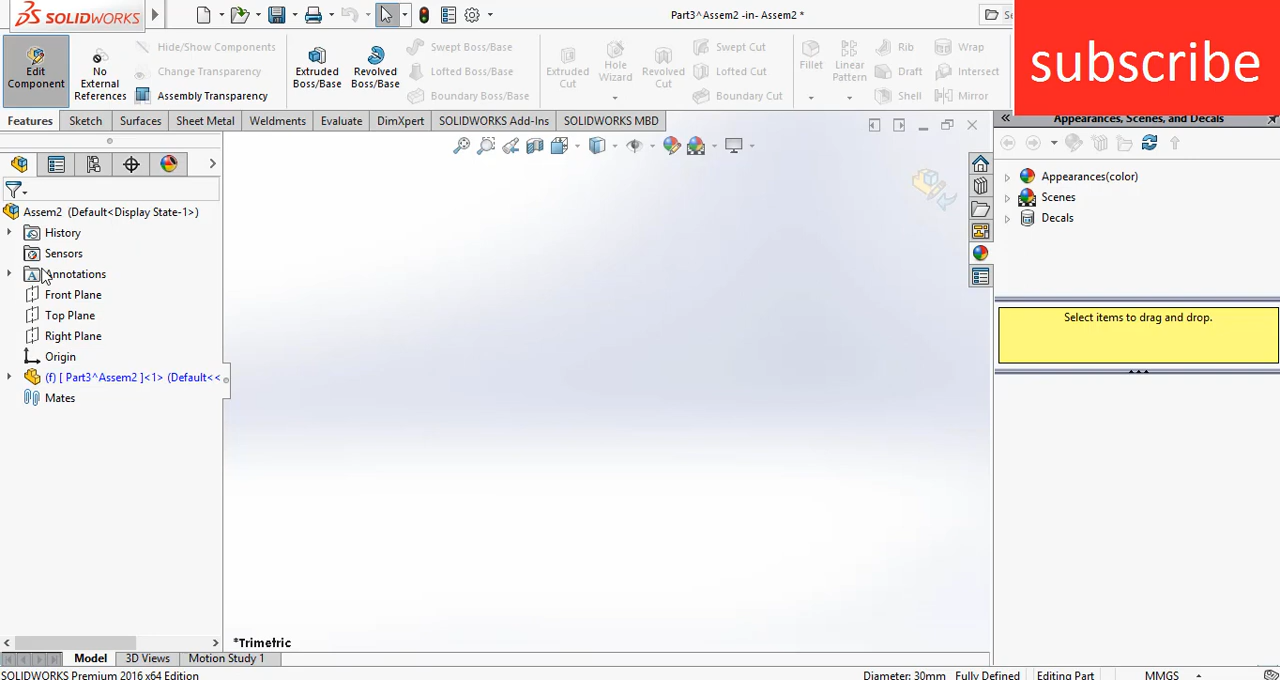 SOLIDWORKS
Part3^Assem2 -in- Assem2 *
subscribe
Edit Component
No External References
Hide/Show Components
Change Transparency
Assembly Transparency
Extruded Boss/Base
Revolved Boss/Base
Swept Boss/Base
Lofted Boss/Base
Boundary Boss/Base
Extruded Cut
Hole Wizard
Revolved Cut
Swept Cut
Lofted Cut
Boundary Cut
Fillet
Linear Pattern
Rib
Draft
Shell
Wrap
Intersect
Mirror
Features Sketch Surfaces Sheet Metal Weldments Evaluate DimXpert SOLIDWORKS Add-Ins SOLIDWORKS MBD
Appearances, Scenes, and Decals
Appearances(color)
Scenes
Decals
Select items to drag and drop.
Assem2 (Default<Display State-1>)
History
Sensors
Annotations
Front Plane
Top Plane
Right Plane
Origin
(f) [ Part3^Assem2 ]<1> (Default<<
Mates
*Trimetric
Model 3D Views Motion Study 1
SOLIDWORKS Premium 2016 x64 Edition
Diameter: 30mm Fully Defined Editing Part MMGS